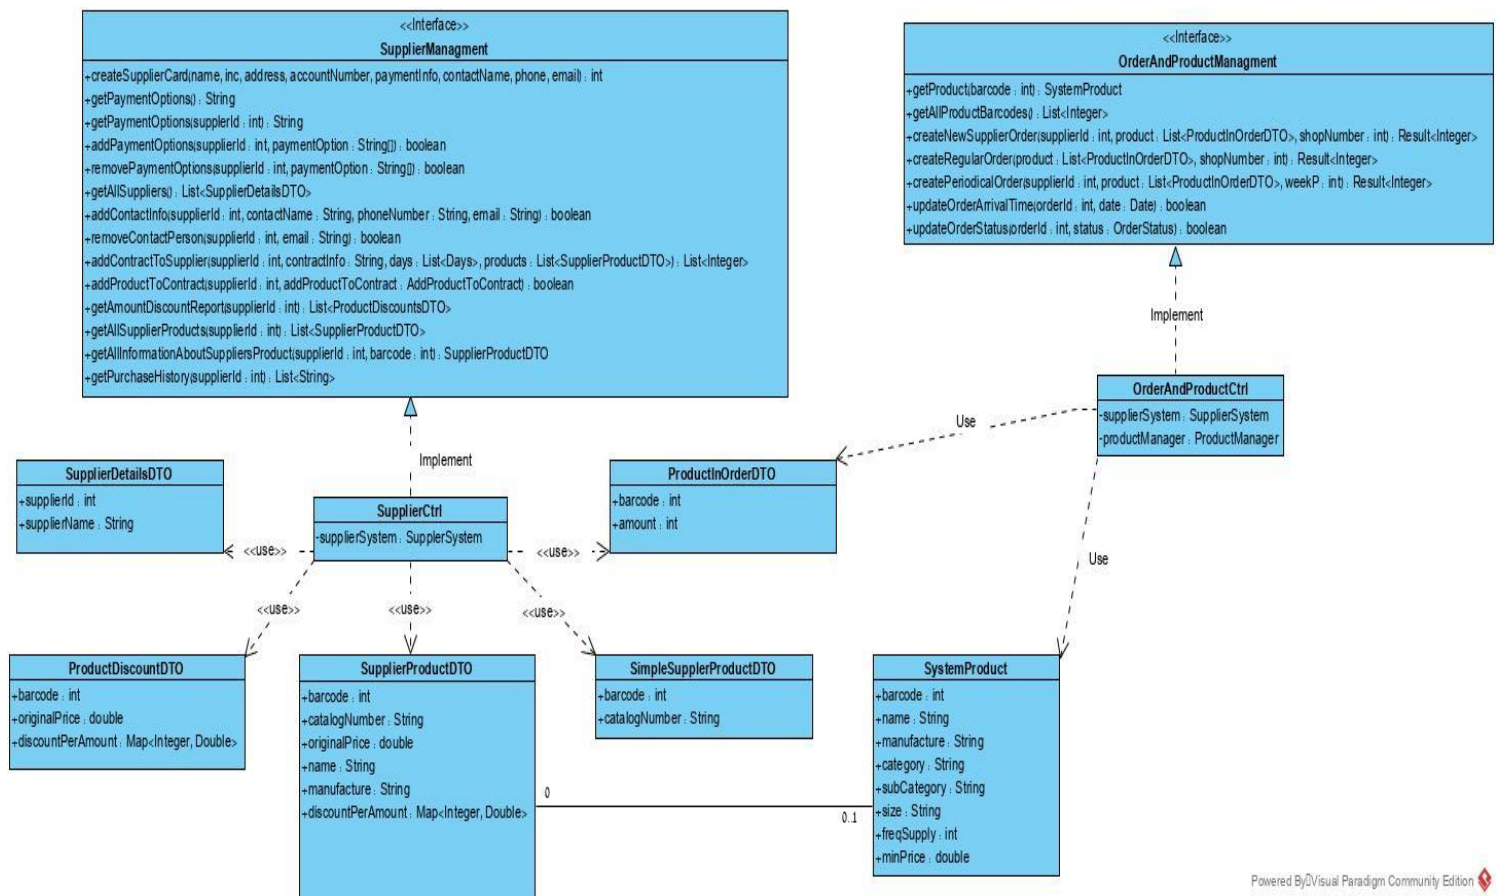 <<Interface>>
SupplierManagment
+createSupplierCard(name, inc, address, accountNumber, paymentInfo, contactName, phone, email) : int
+getPaymentOptions() : String
+getPaymentOptions(supplerId : int) : String
+addPaymentOptions(supplierId : int, paymentOption : String[]) : boolean
+removePaymentOptions(supplierId : int, paymentOption : String[]) : boolean
+getAllSuppliers() : List<SupplierDetailsDTO>
+addContactInfo(supplierId : int, contactName : String, phoneNumber : String, email : String) : boolean
+removeContactPerson(supplierId : int, email : String) : boolean
+addContractToSupplier(supplierId : int, contractInfo : String, days : List<Days>, products : List<SupplierProductDTO>) : List<Integer>
+addProductToContract(supplierId : int, addProductToContract : AddProductToContract) : boolean
+getAmountDiscountReport(supplierId : int) : List<ProductDiscountsDTO>
+getAllSupplierProducts(supplierId : int) : List<SupplierProductDTO>
+getAllInformationAboutSuppliersProduct(supplierId : int, barcode : int) : SupplierProductDTO
+getPurchaseHistory(supplierId : int) : List<String>
<<Interface>>
OrderAndProductManagment
+getProduct(barcode : int) : SystemProduct
+getAllProductBarcodes() : List<Integer>
+createNewSupplierOrder(supplierId : int, product : List<ProductInOrderDTO>, shopNumber : int) : Result<Integer>
+createRegularOrder(product : List<ProductInOrderDTO>, shopNumber : int) : Result<Integer>
+createPeriodicalOrder(supplierId : int, product : List<ProductInOrderDTO>, weekP : int) : Result<Integer>
+updateOrderArrivalTime(orderId : int, date : Date) : boolean
+updateOrderStatus(orderId : int, status : OrderStatus) : boolean
Implement
OrderAndProductCtrl
-supplierSystem : SupplierSystem
-productManager : ProductManager
Use
Implement
SupplierDetailsDTO
+supplierId : int
+supplierName : String
SupplierCtrl
-supplierSystem : SupplerSystem
ProductInOrderDTO
+barcode : int
+amount : int
<<use>>
<<use>>
Use
<<use>>
<<use>>
<<use>>
ProductDiscountDTO
+barcode : int
+originalPrice : double
+discountPerAmount : Map<Integer, Double>
SupplierProductDTO
+barcode : int
+catalogNumber : String
+originalPrice : double
+name : String
+manufacture : String
+discountPerAmount : Map<Integer, Double>
SimpleSupplerProductDTO
+barcode : int
+catalogNumber : String
SystemProduct
+barcode : int
+name : String
+manufacture : String
+category : String
+subCategory : String
+size : String
+freqSupply : int
+minPrice : double
0
0..1
Powered By Visual Paradigm Community Edition